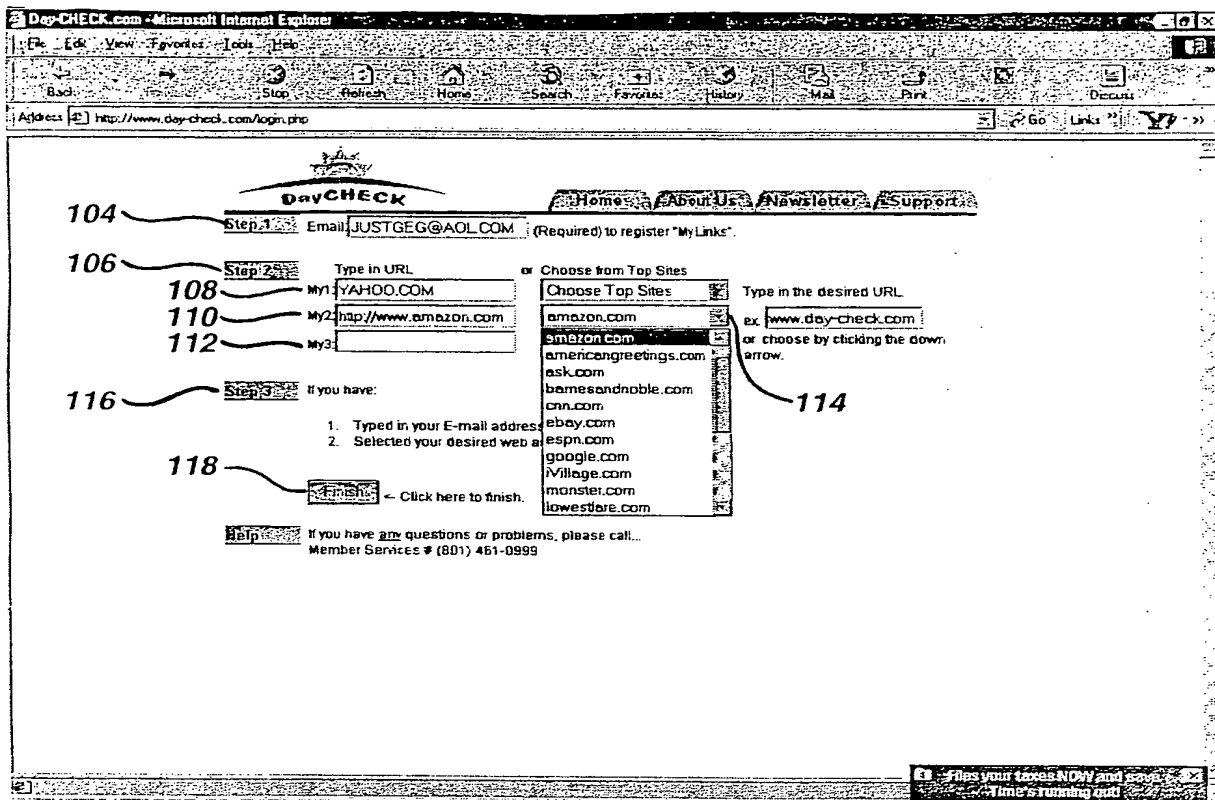 Day-CHECK.com - Microsoft Internet Explorer
File Edit View Favorites Tools Help
Back Stop Refresh Home Search Favorites History Mail Print Discuss
Address http://www.day-check.com/login.php Go Links
DayCHECK
Home About Us Newsletter Support
104 Step 1 Email: JUSTGEG@AOL.COM (Required) to register "My Links".
106 Step 2 Type in URL or Choose from Top Sites
108 My1: YAHOO.COM Choose Top Sites Type in the desired URL.
110 My2: http://www.amazon.com amazon.com ex. www.day-check.com
112 My3: amazon.com or choose by clicking the down
americangreetings.com arrow.
ask.com
116 Step 3 If you have: barnesandnoble.com
cnn.com 114
1. Typed in your E-mail address ebay.com
2. Selected your desired web a espn.com
google.com
118 iVillage.com
Finish <- Click here to finish. monster.com
lowestfare.com
Help If you have any questions or problems, please call...
Member Services # (801) 461-0999
Files your taxes NOW and save
Time's running out!